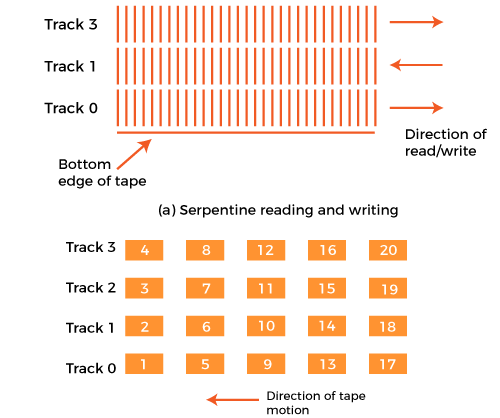 Track 3
Track 1
Track 0
Direction of
read/write
Bottom
edge of tape
(a) Serpentine reading and writing
Track 3 4 8 12 16 20
Track 2 3 7 11 15 19
Track 1 2 6 10 14 18
Track 0 1 5 9 13 17
Direction of tape
motion